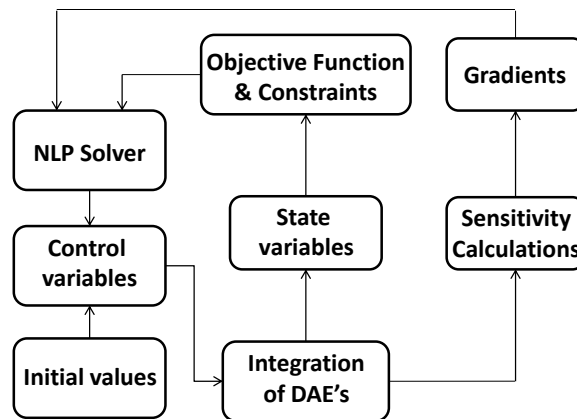 Objective Function
& Constraints
Gradients
NLP Solver
Control
variables
State
variables
Sensitivity
Calculations
Initial values
Integration
of DAE's